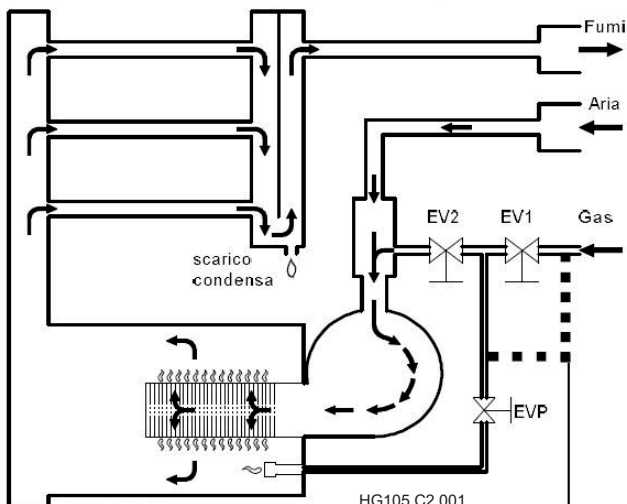 Fumi
Aria
EV2
EV1
Gas
scarico
condensa
EVP
HG105 C2 001